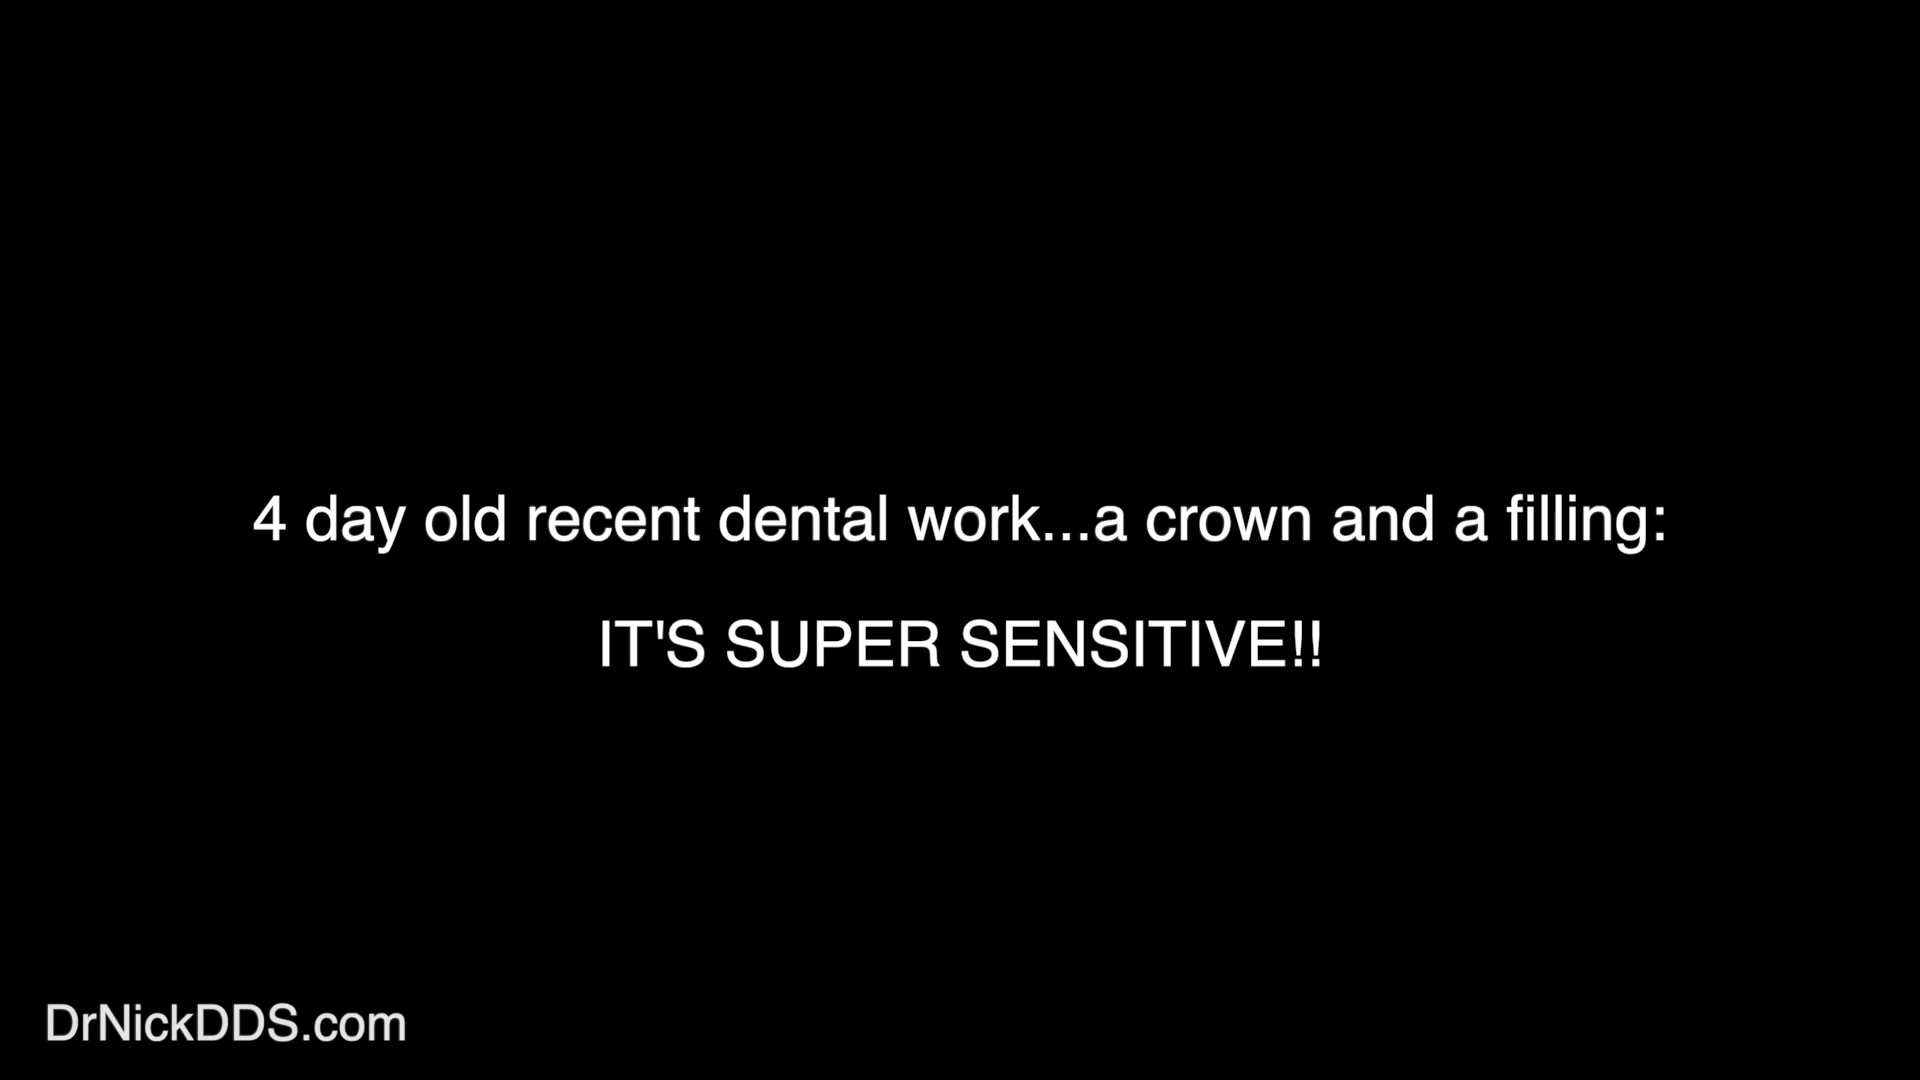 4 day old recent dental work...a crown and a filling:
IT'S SUPER SENSITIVE!!
DrNickDDS.com